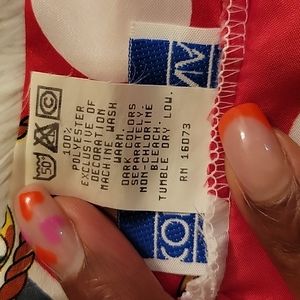 50°
C
100%
POLYESTER
EXCLUSIVE OF
DECORATION
MACHINE WASH
WARM.
DARK COLORS
SEPARATELY.
NON-CHLORINE
BLEACH.
TUMBLE DRY LOW.
RN 16073